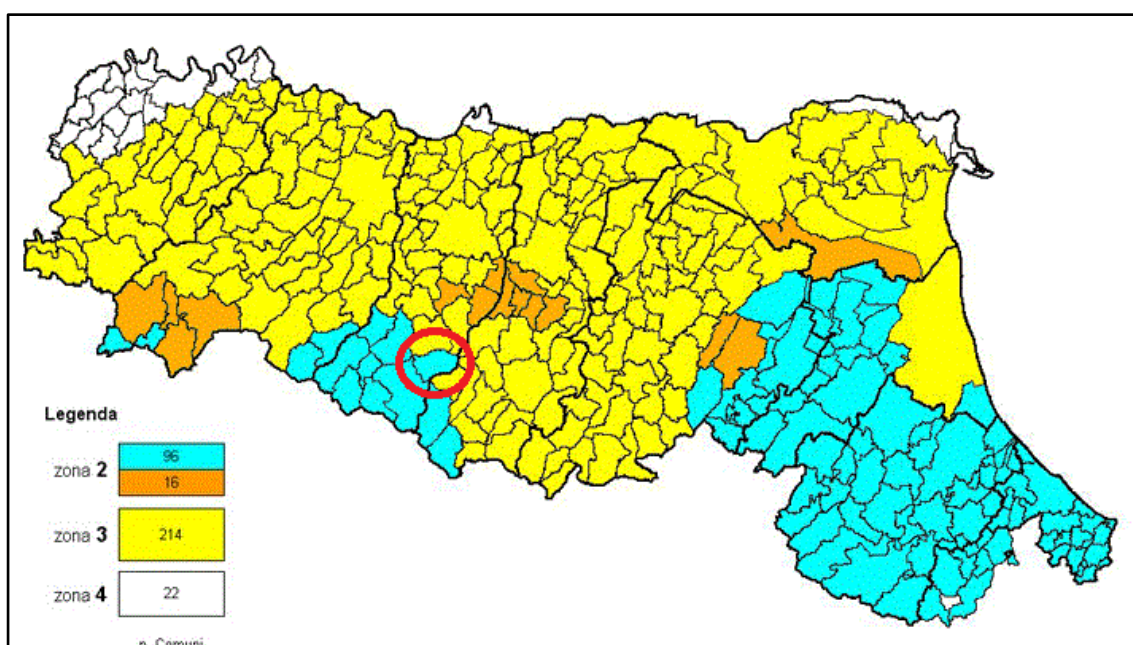 Legenda
zona 2
96
16
zona 3
214
zona 4
22
n. Comuni